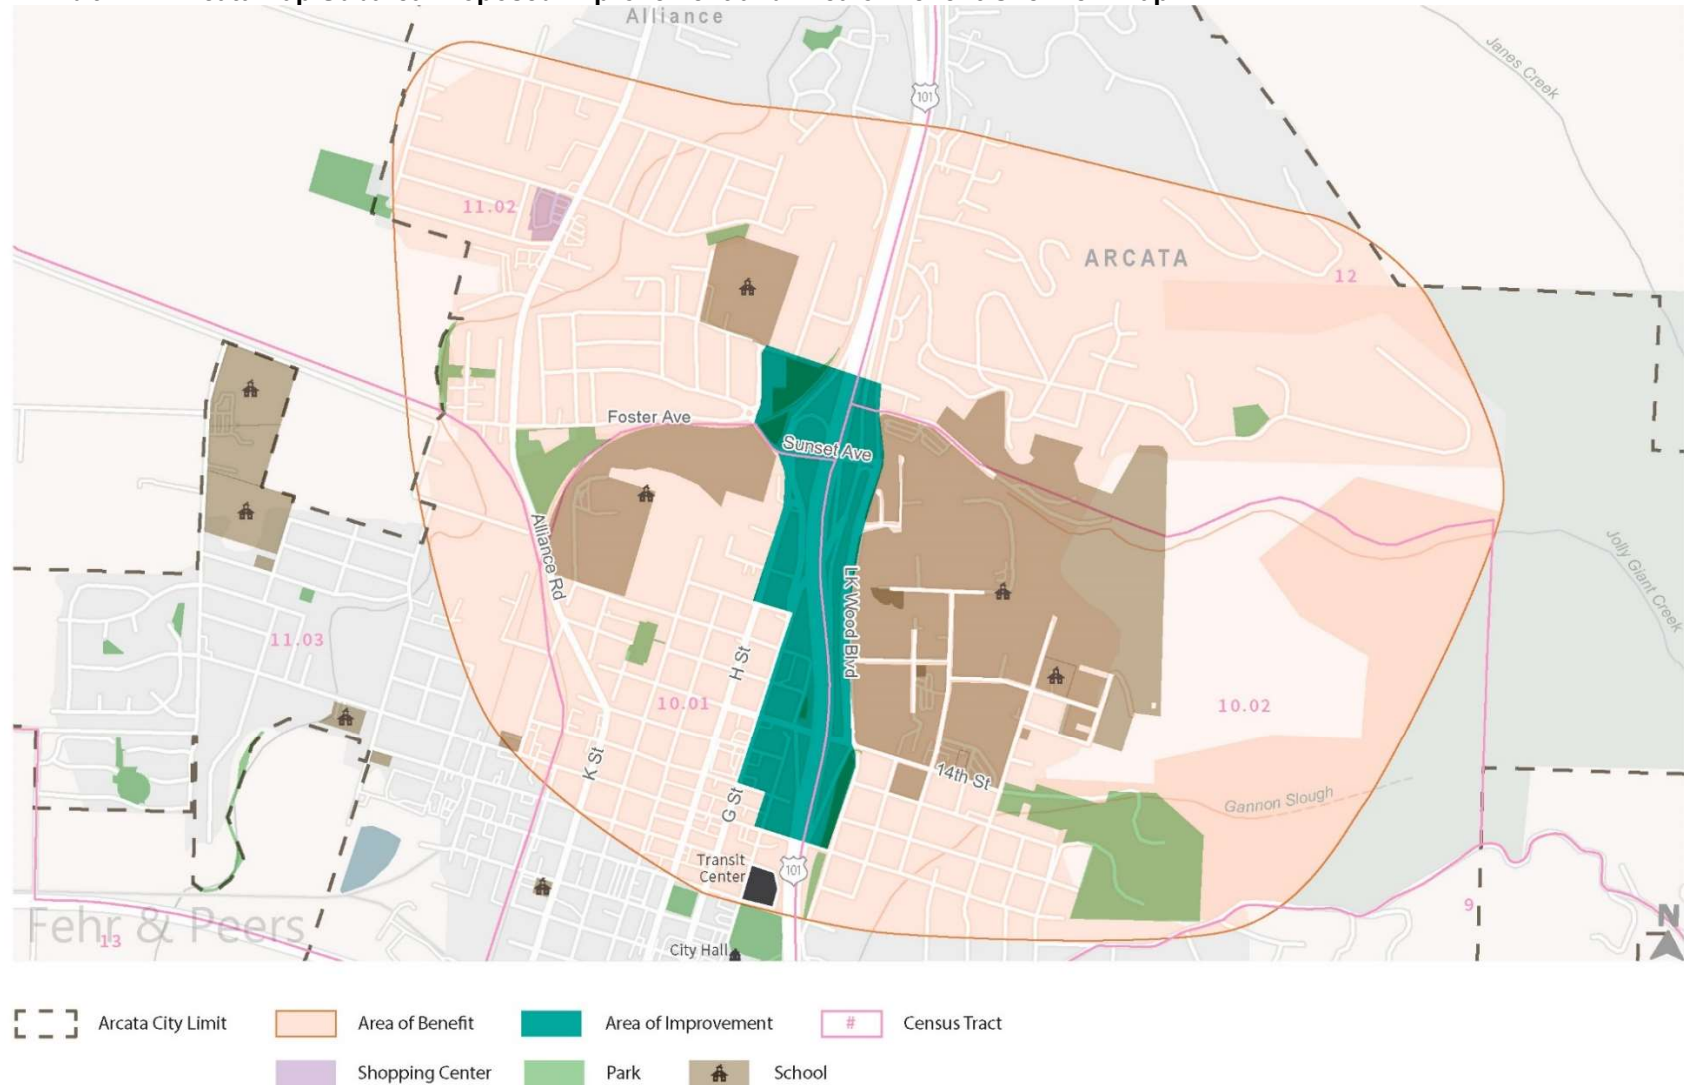 Alliance
101
Janes Creek
11.02
ARCATA
12
Foster Ave
Sunset Ave
Alliance Rd
LK Wood Blvd
Jolly Giant Creek
11.03
H St
10.01
10.02
K St
14th St
G St
Gannon Slough
Transit
Center
101
9
N
Fehr & Peers
13
City Hall
Arcata City Limit
Area of Benefit
Area of Improvement
# Census Tract
Shopping Center
Park
School